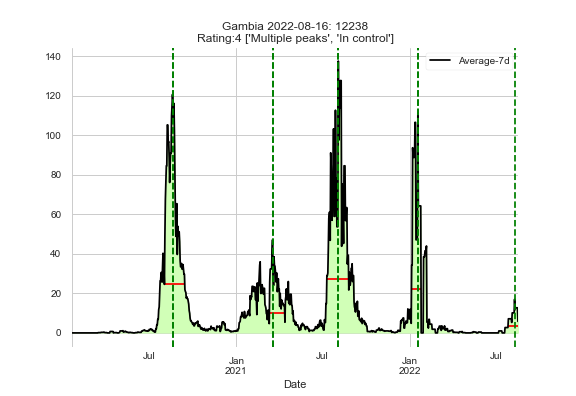 Gambia 2022-08-16: 12238
Rating:4 ['Multiple peaks', 'In control']
Average-7d
140
120
100
80
60
40
20
0
Jul
Jan
2021
Jul
Jan
2022
Jul
Date